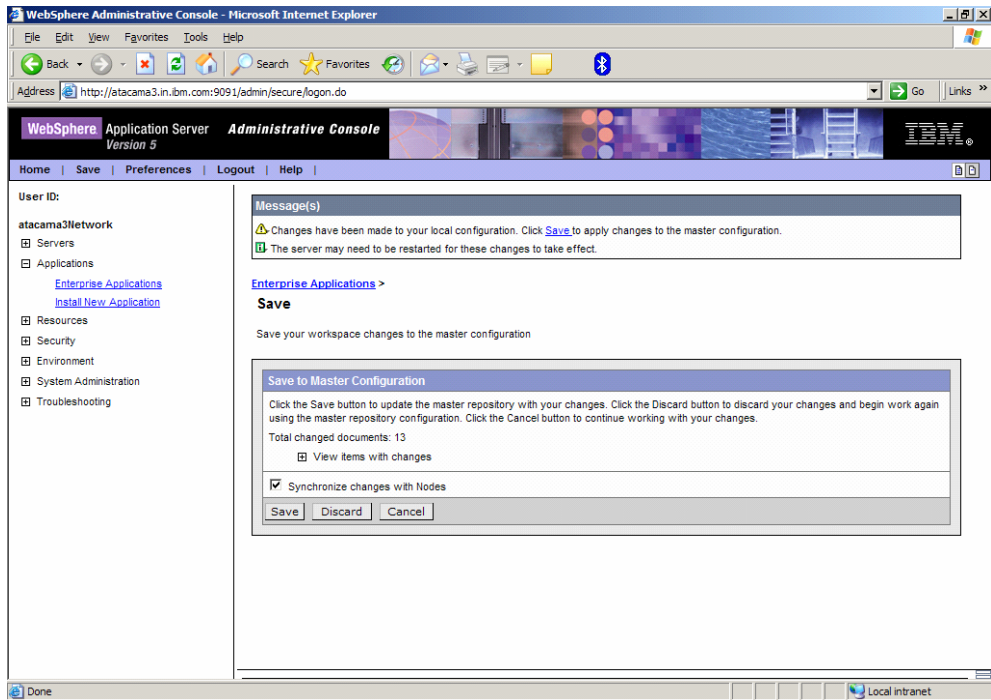 WebSphere Administrative Console - Microsoft Internet Explorer
File Edit View Favorites Tools Help
Back Search Favorites
Address http://atacama3.in.ibm.com:9091/admin/secure/logon.do Go Links »
WebSphere Application Server Administrative Console
Version 5
IBM®
Home | Save | Preferences | Logout | Help |
User ID:
atacama3Network
Servers
Applications
Enterprise Applications
Install New Application
Resources
Security
Environment
System Administration
Troubleshooting
Message(s)
Changes have been made to your local configuration. Click Save to apply changes to the master configuration.
The server may need to be restarted for these changes to take effect.
Enterprise Applications >
Save
Save your workspace changes to the master configuration
Save to Master Configuration
Click the Save button to update the master repository with your changes. Click the Discard button to discard your changes and begin work again
using the master repository configuration. Click the Cancel button to continue working with your changes.
Total changed documents: 13
View items with changes
Synchronize changes with Nodes
Save Discard Cancel
Done Local intranet